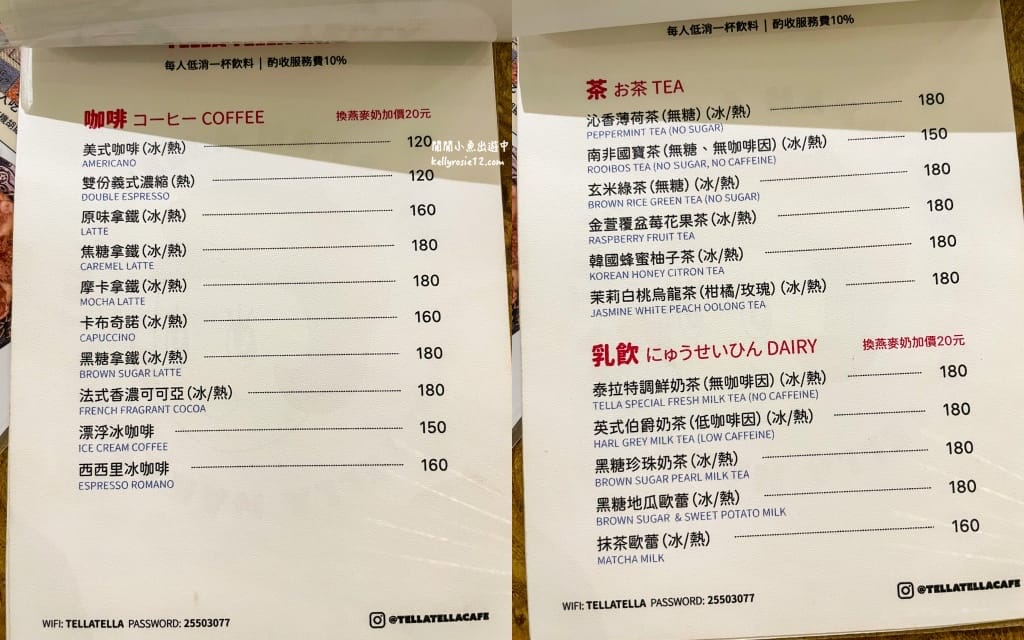 每人低消一杯飲料 | 酌收服務費10%
咖啡 コーヒー COFFEE 換燕麥奶加價20元
美式咖啡(冰/熱) 120
AMERICANO
雙份義式濃縮(熱) 120
DOUBLE ESPRESSO
原味拿鐵(冰/熱) 160
LATTE
焦糖拿鐵(冰/熱) 180
CAREMEL LATTE
摩卡拿鐵(冰/熱) 180
MOCHA LATTE
卡布奇諾(冰/熱) 160
CAPUCCINO
黑糖拿鐵(冰/熱) 180
BROWN SUGAR LATTE
法式香濃可可亞(冰/熱) 180
FRENCH FRAGRANT COCOA
漂浮冰咖啡 150
ICE CREAM COFFEE
西西里冰咖啡 160
ESPRESSO ROMANO
WIFI: TELLATELLA PASSWORD: 25503077
@TELLATELLACAFE
閒閒小魚出遊中
kellyrosie12.com
每人低消一杯飲料 | 酌收服務費10%
茶 お茶 TEA
沁香薄荷茶(無糖)(冰/熱) 180
PEPPERMINT TEA (NO SUGAR)
南非國寶茶(無糖、無咖啡因)(冰/熱) 150
ROOIBOS TEA (NO SUGAR, NO CAFFEINE)
玄米綠茶(無糖)(冰/熱) 180
BROWN RICE GREEN TEA (NO SUGAR)
金萱覆盆莓花果茶(冰/熱) 180
RASPBERRY FRUIT TEA
韓國蜂蜜柚子茶(冰/熱) 180
KOREAN HONEY CITRON TEA
茉莉白桃烏龍茶(柑橘/玫瑰)(冰/熱) 180
JASMINE WHITE PEACH OOLONG TEA
乳飲 にゅうせいひん DAIRY 換燕麥奶加價20元
泰拉特調鮮奶茶(無咖啡因)(冰/熱) 180
TELLA SPECIAL FRESH MILK TEA (NO CAFFEINE)
英式伯爵奶茶(低咖啡因)(冰/熱) 180
HARL GREY MILK TEA (LOW CAFFEINE)
黑糖珍珠奶茶(冰/熱) 180
BROWN SUGAR PEARL MILK TEA
黑糖地瓜歐蕾(冰/熱) 180
BROWN SUGAR & SWEET POTATO MILK
抹茶歐蕾(冰/熱) 160
MATCHA MILK
WIFI: TELLATELLA PASSWORD: 25503077
@TELLATELLACAFE